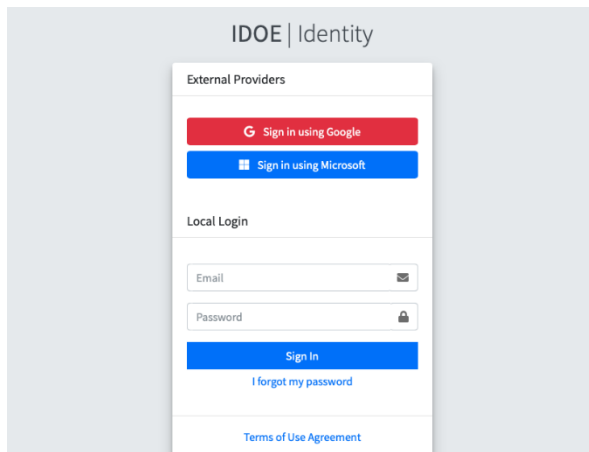 IDOE | Identity
External Providers
Sign in using Google
Sign in using Microsoft
Local Login
Email
Password
Sign In
I forgot my password
Terms of Use Agreement